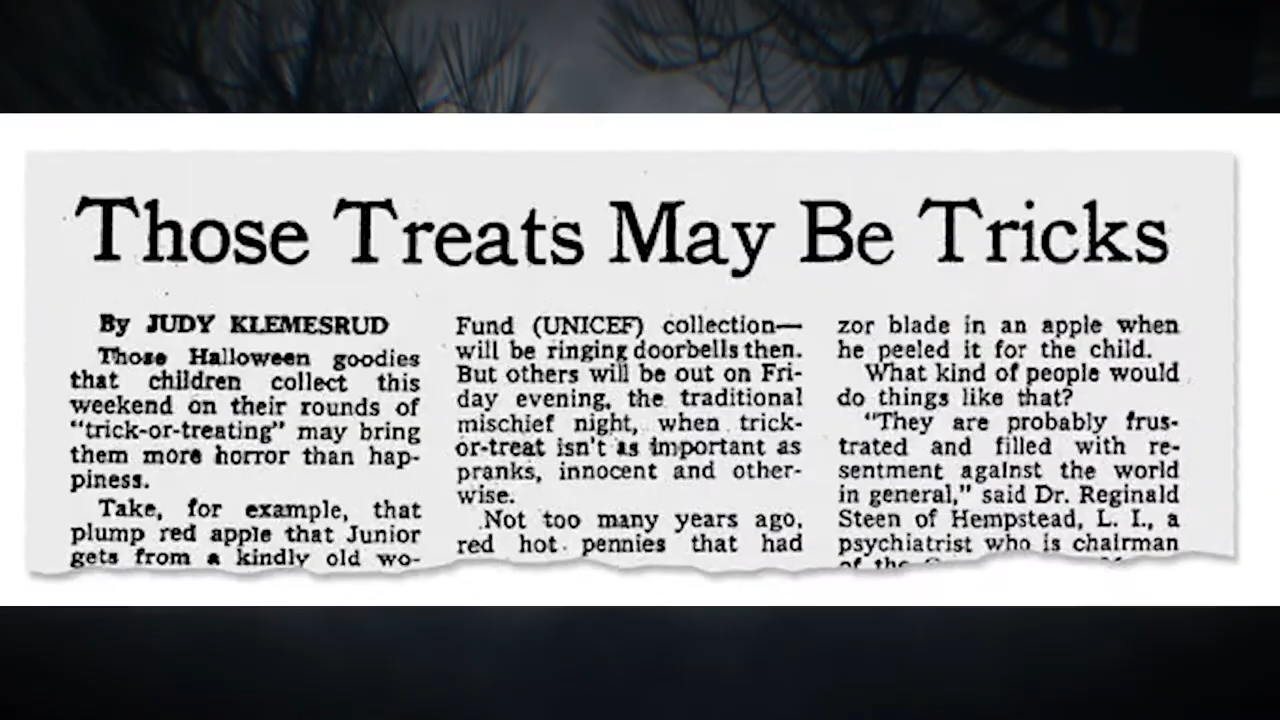 Those Treats May Be Tricks
By JUDY KLEMESRUD
Those Halloween goodies
that children collect this
weekend on their rounds of
"trick-or-treating" may bring
them more horror than hap-
piness.
Take, for example, that
plump red apple that Junior
gets from a kindly old wo-
Fund (UNICEF) collection—
will be ringing doorbells then.
But others will be out on Fri-
day evening, the traditional
mischief night, when trick-
or-treat isn't as important as
pranks, innocent and other-
wise.
Not too many years ago,
red hot pennies that had
zor blade in an apple when
he peeled it for the child.
What kind of people would
do things like that?
"They are probably frus-
trated and filled with re-
sentment against the world
in general," said Dr. Reginald
Steen of Hempstead, L. I., a
psychiatrist who is chairman
of the